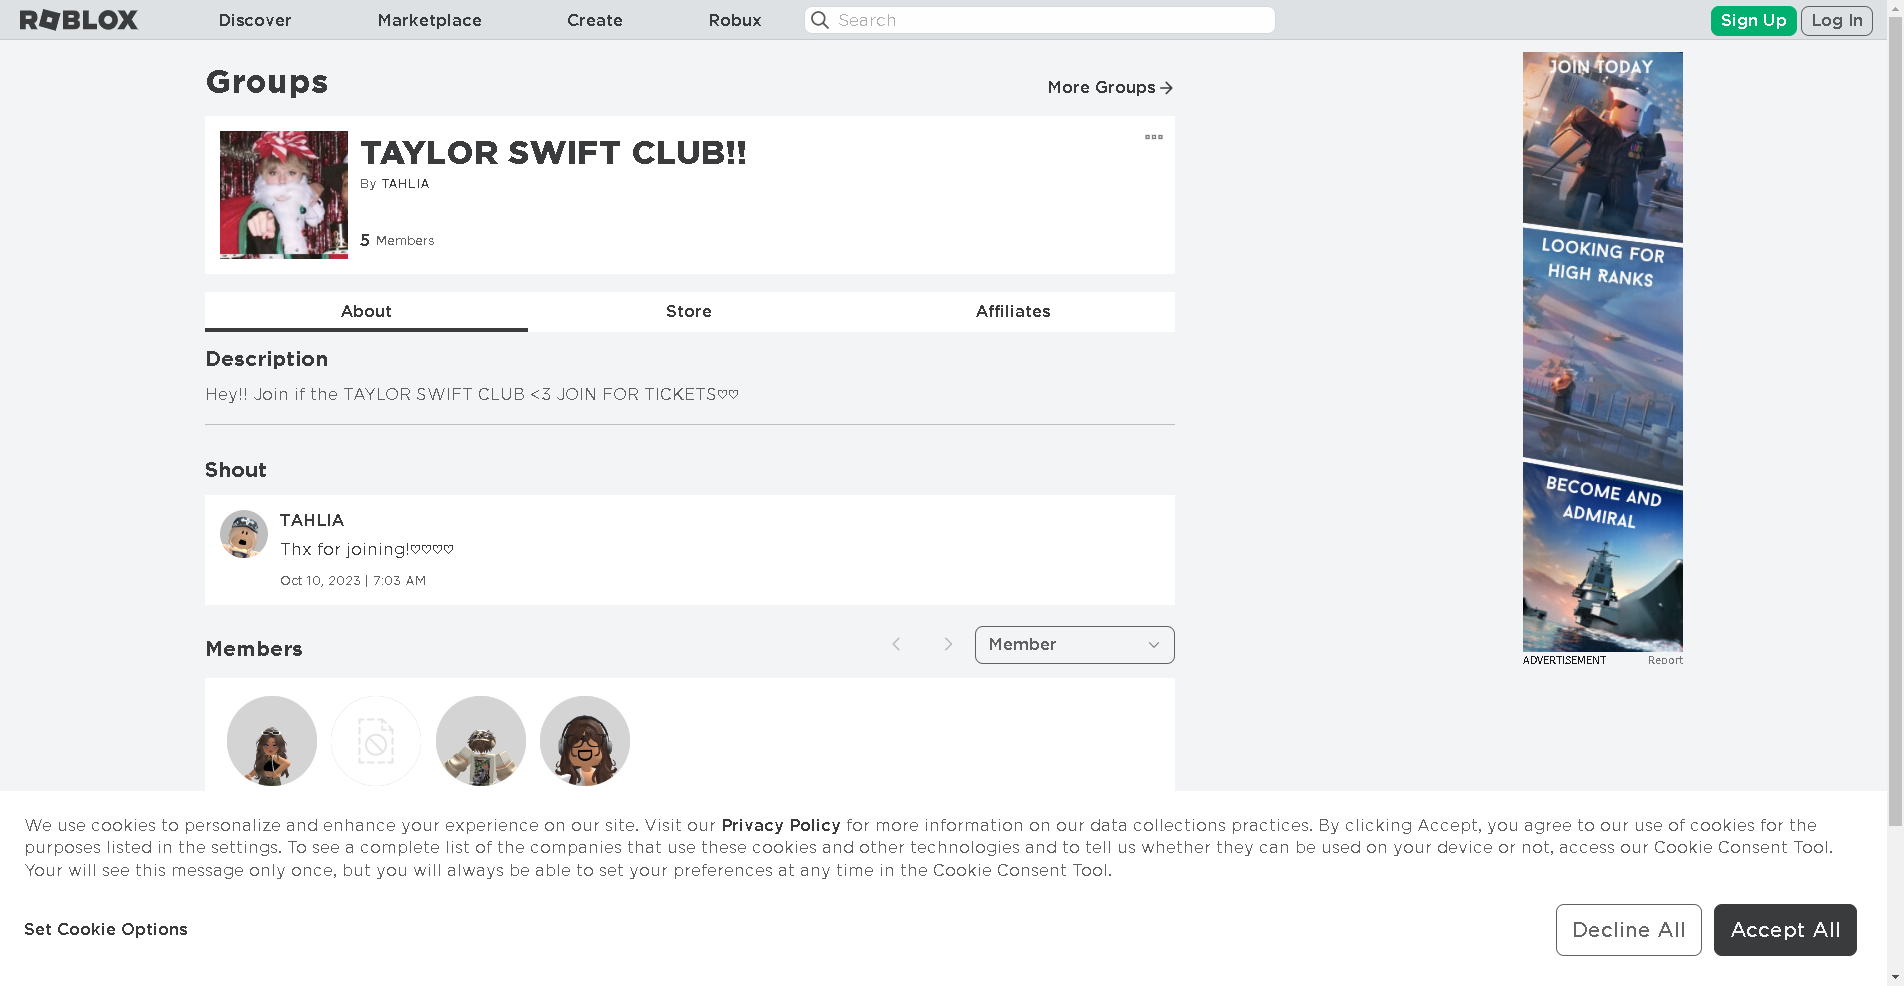 ROBLOX Discover Marketplace Create Robux Search Sign Up Log In
Groups
More Groups
TAYLOR SWIFT CLUB!!
By TAHLIA
5 Members
About Store Affiliates
Description
Hey!! Join if the TAYLOR SWIFT CLUB <3 JOIN FOR TICKETS♡♡
Shout
TAHLIA
Thx for joining!♡♡♡♡
Oct 10, 2023 | 7:03 AM
Members
Member
JOIN TODAY
LOOKING FOR
HIGH RANKS
BECOME AND
ADMIRAL
ADVERTISEMENT Report
We use cookies to personalize and enhance your experience on our site. Visit our Privacy Policy for more information on our data collections practices. By clicking Accept, you agree to our use of cookies for the
purposes listed in the settings. To see a complete list of the companies that use these cookies and other technologies and to tell us whether they can be used on your device or not, access our Cookie Consent Tool.
Your will see this message only once, but you will always be able to set your preferences at any time in the Cookie Consent Tool.
Set Cookie Options
Decline All
Accept All